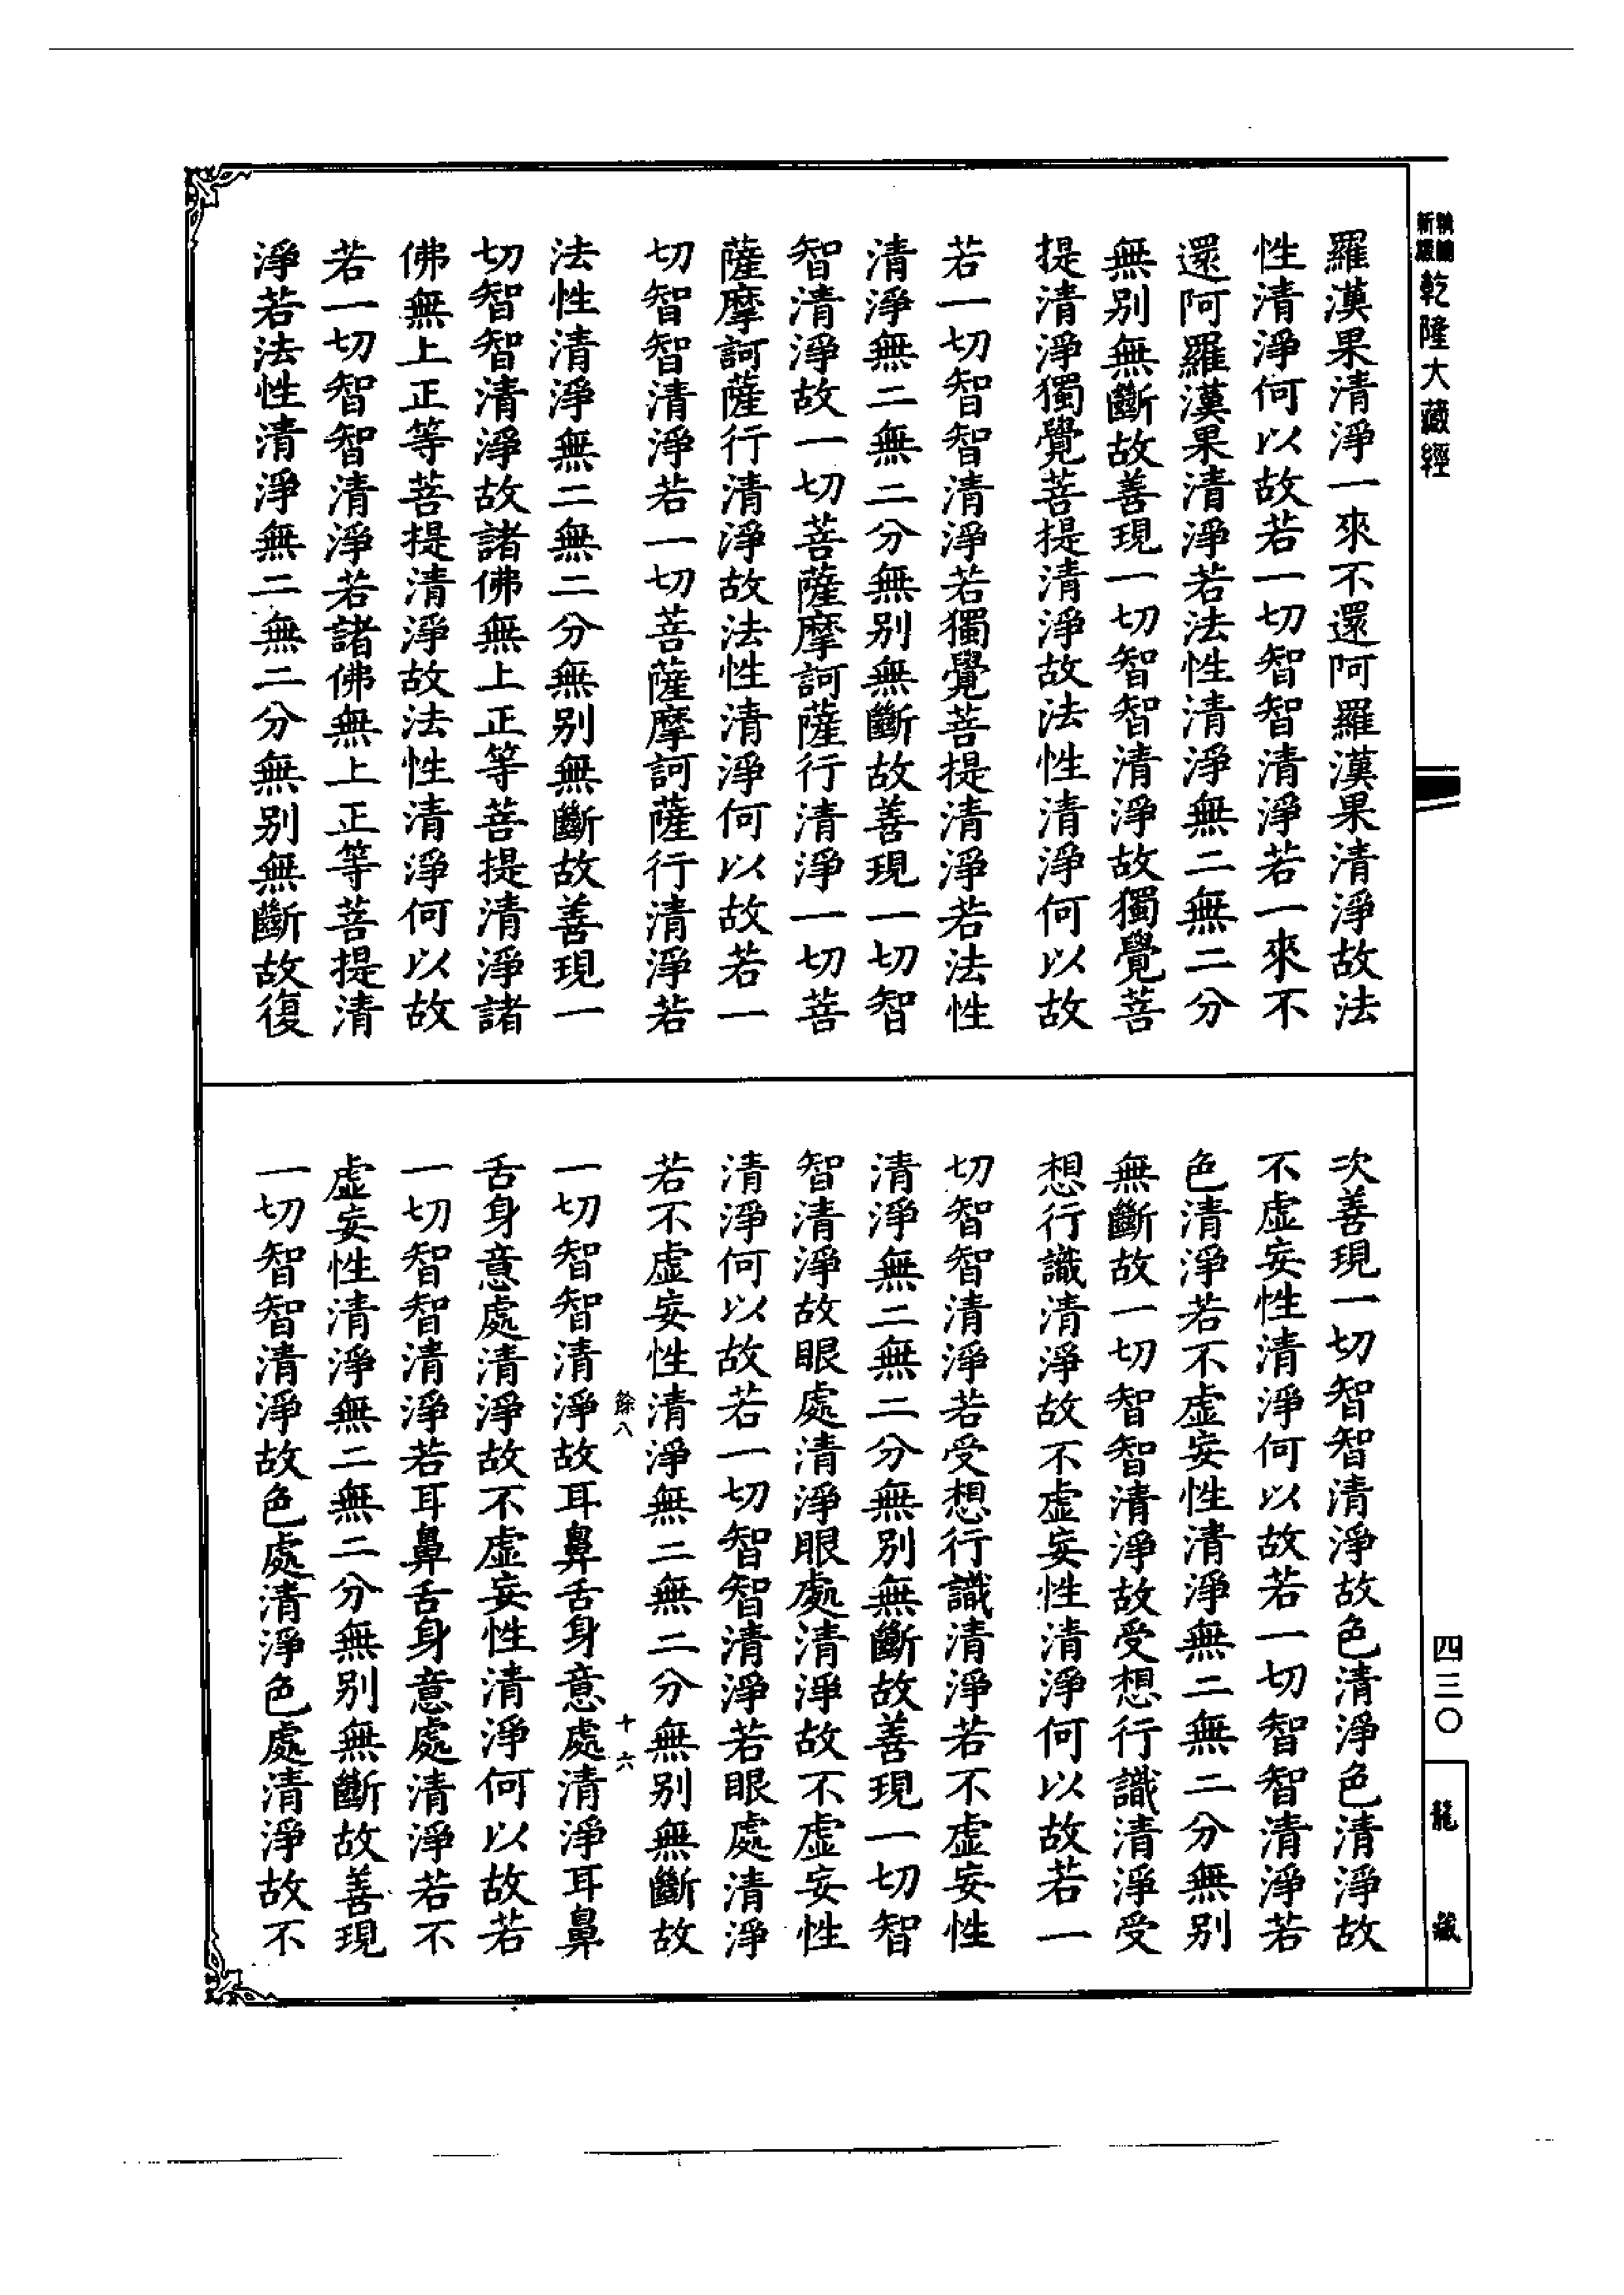 新纂縮影
乾隆大藏經
羅漢果清淨一來不還阿羅漢果清淨故法
性清淨何以故若一切智智清淨若一來不
還阿羅漢果清淨若法性清淨無二無二分
無別無斷故善現一切智智清淨故獨覺菩
提清淨獨覺菩提清淨故法性清淨何以故
若一切智智清淨若獨覺菩提清淨若法性
清淨無二無二分無別無斷故善現一切智
智清淨故一切菩薩摩訶薩行清淨一切菩
薩摩訶薩行清淨故法性清淨何以故若一
切智智清淨若一切菩薩摩訶薩行清淨若
法性清淨無二無二分無別無斷故善現一
切智智清淨故諸佛無上正等菩提清淨諸
佛無上正等菩提清淨故法性清淨何以故
若一切智智清淨若諸佛無上正等菩提清
淨若法性清淨無二無二分無別無斷故復
次善現一切智智清淨故色清淨色清淨故
不虛妄性清淨何以故若一切智智清淨若
色清淨若不虛妄性清淨無二無二分無別
無斷故一切智智清淨故受想行識清淨受
想行識清淨故不虛妄性清淨何以故若一
切智智清淨若受想行識清淨若不虛妄性
清淨無二無二分無別無斷故善現一切智
智清淨故眼處清淨眼處清淨故不虛妄性
清淨何以故若一切智智清淨若眼處清淨
若不虛妄性清淨無二無二分無別無斷故
餘八 十六
一切智智清淨故耳鼻舌身意處清淨耳鼻
舌身意處清淨故不虛妄性清淨何以故若
一切智智清淨若耳鼻舌身意處清淨若不
虛妄性清淨無二無二分無別無斷故善現
一切智智清淨故色處清淨色處清淨故不
四三〇
龍藏